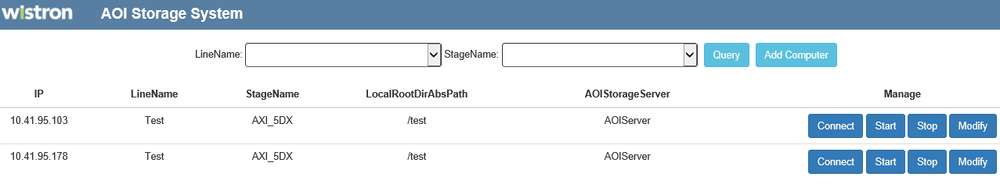 wistron AOI Storage System
LineName: StageName: Query Add Computer
IP LineName StageName LocalRootDirAbsPath AOIStorageServer Manage
10.41.95.103 Test AXI_5DX /test AOIServer Connect Start Stop Modify
10.41.95.178 Test AXI_5DX /test AOIServer Connect Start Stop Modify